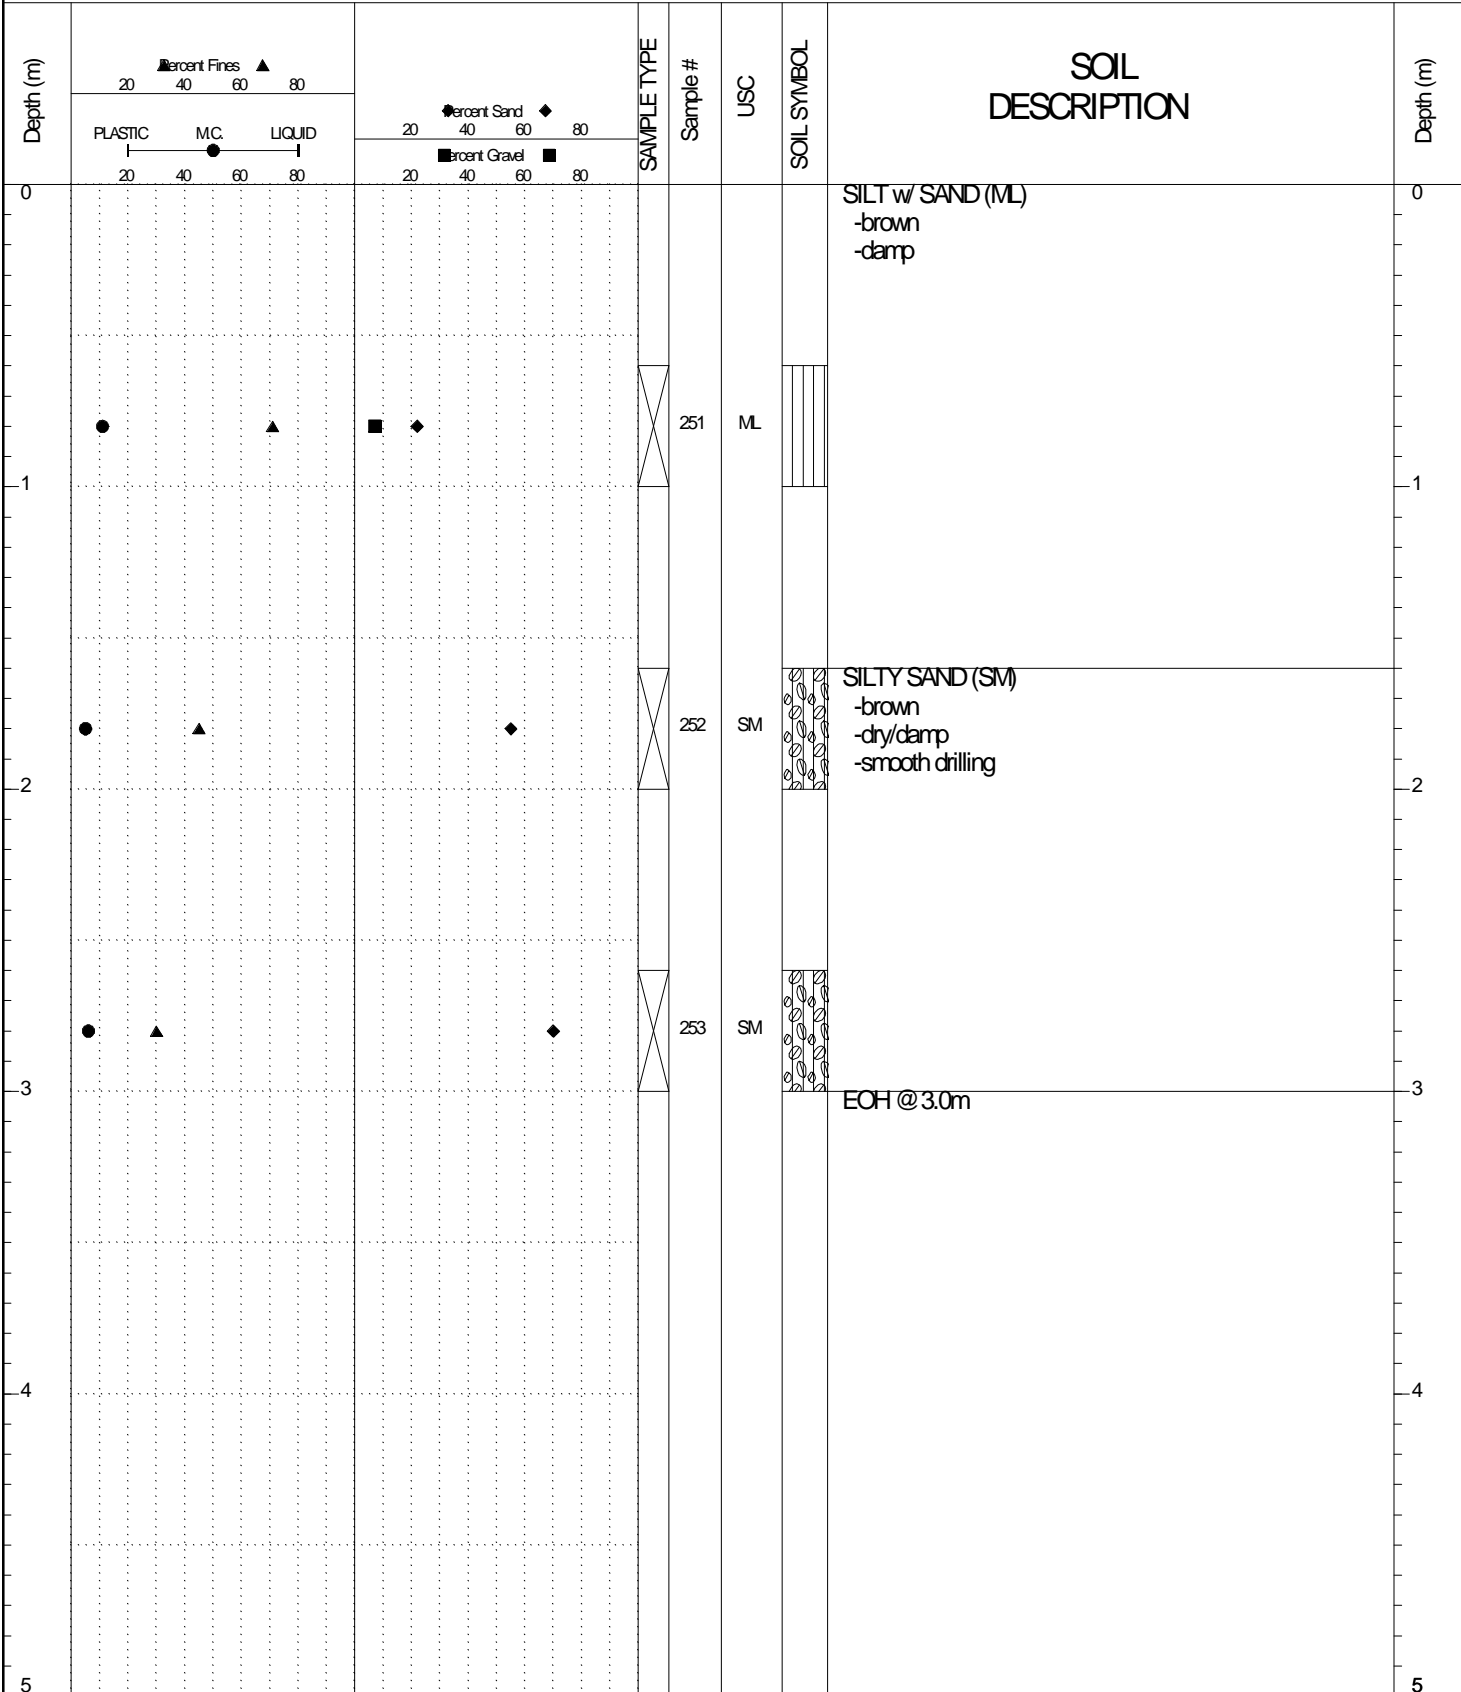 Depth (m)
Percent Fines
20 40 60 80
PLASTIC M.C. LIQUID
20 40 60 80
Percent Sand
20 40 60 80
Percent Gravel
20 40 60 80
SAMPLE TYPE
Sample #
USC
SOIL SYMBOL
SOIL
DESCRIPTION
Depth (m)
0 SILT w/ SAND (ML) 0
-brown
-damp
251 ML
1 1
SILTY SAND (SM)
-brown
252 SM
-dry/damp
-smooth drilling
2 2
253 SM
3 3
EOH @ 3.0m
4 4
5 5